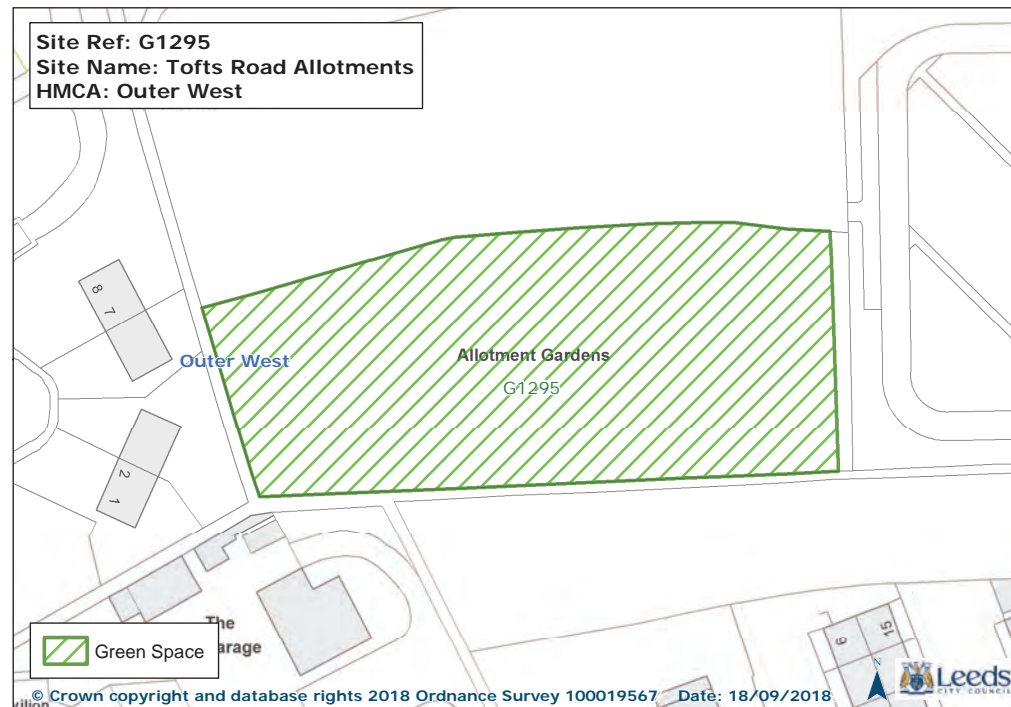 Site Ref: G1295
Site Name: Tofts Road Allotments
HMCA: Outer West
8
7
Outer West
Allotment Gardens
G1295
2
1
The
arage
6
15
Green Space
N
Leeds
CITY COUNCIL
© Crown copyright and database rights 2018 Ordnance Survey 100019567 Date: 18/09/2018